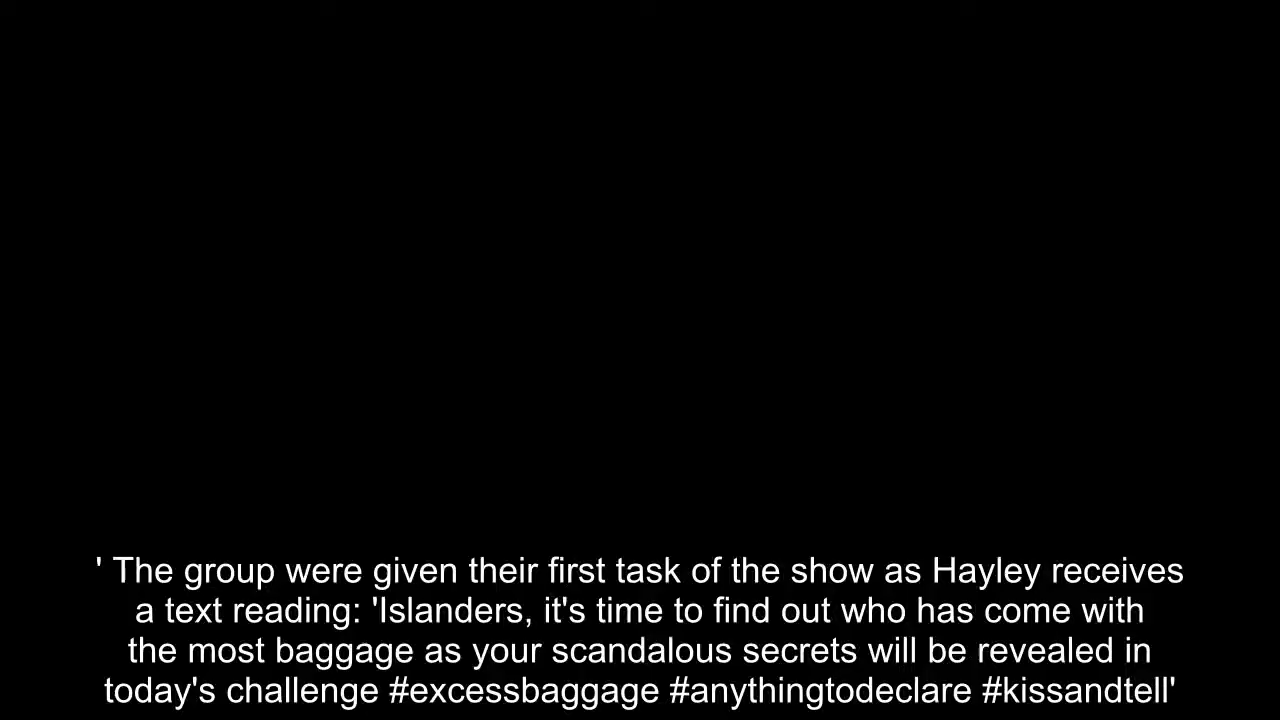 ' The group were given their first task of the show as Hayley receives
a text reading: 'Islanders, it's time to find out who has come with
the most baggage as your scandalous secrets will be revealed in
today's challenge #excessbaggage #anythingtodeclare #kissandtell'